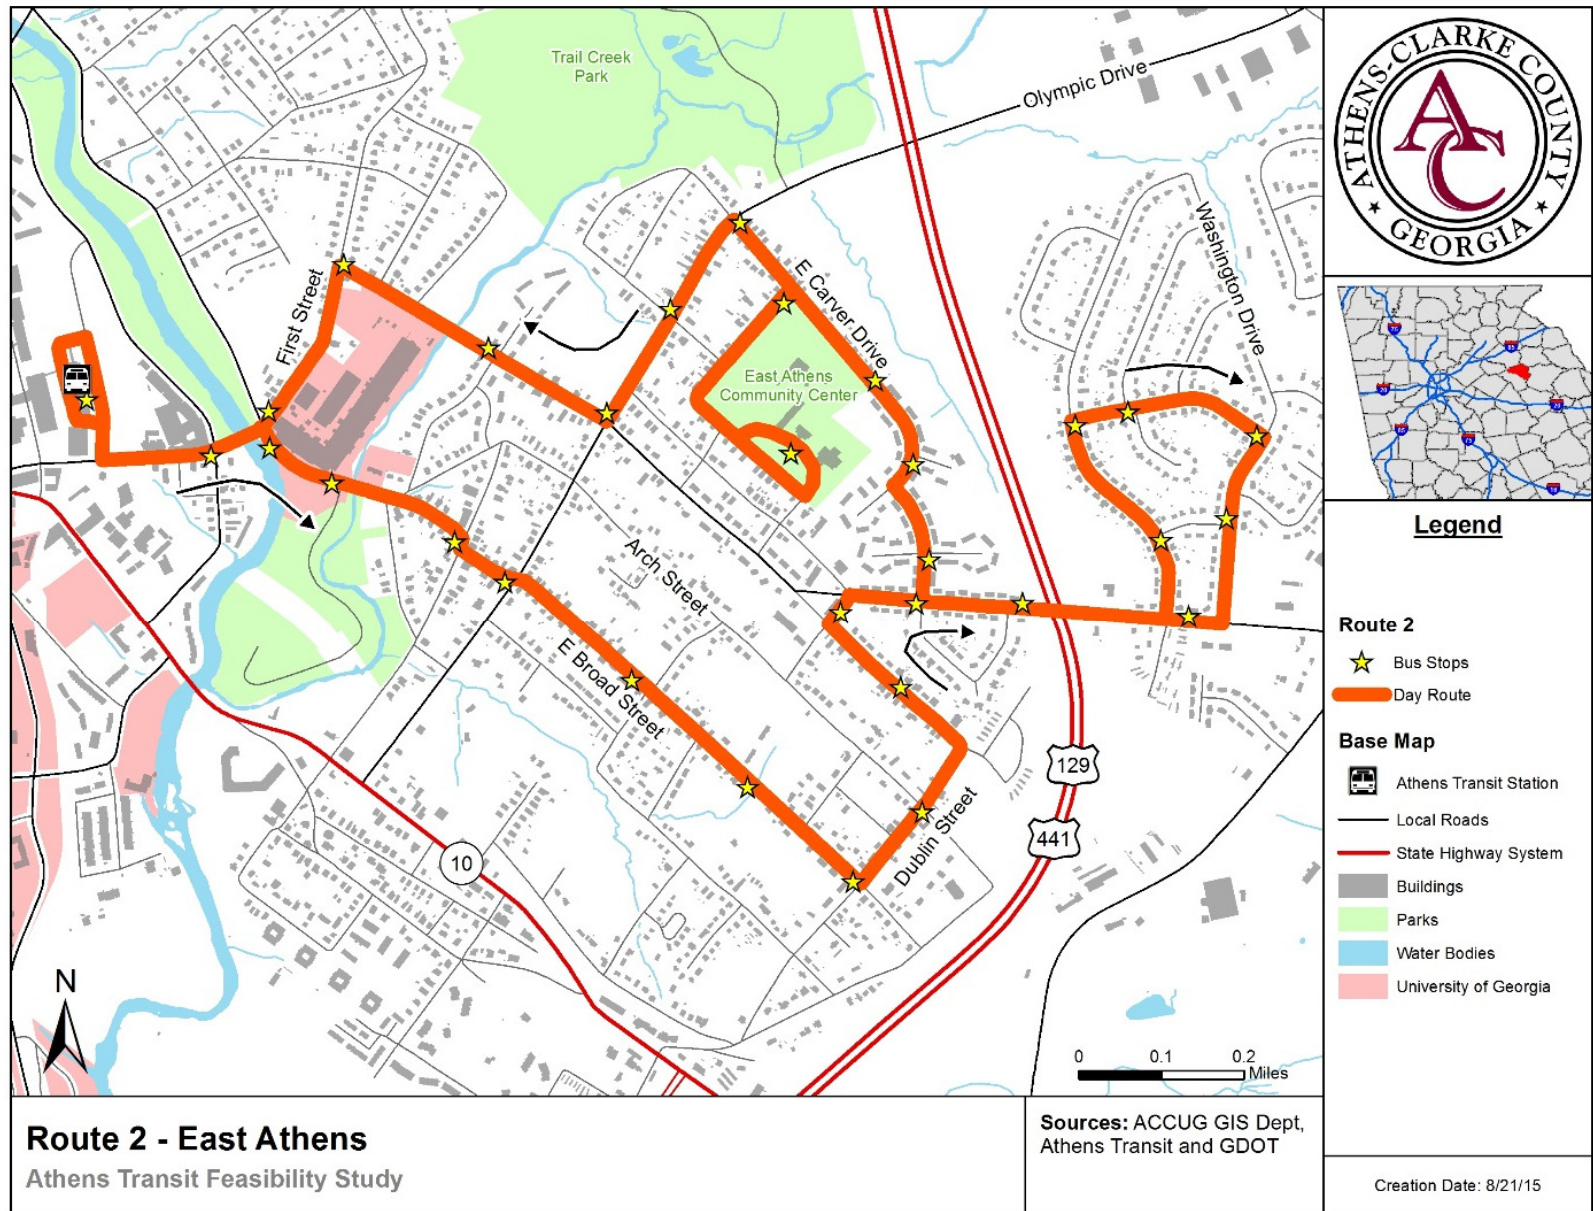 Trail Creek
Park
Olympic Drive
Washington Drive
First Street
E Carver Drive
East Athens
Community Center
Arch Street
E Broad Street
Dublin Street
129
441
10
N
0 0.1 0.2
Miles
ATHENS-CLARKE COUNTY
AC
GEORGIA
Legend
Route 2
Bus Stops
Day Route
Base Map
Athens Transit Station
Local Roads
State Highway System
Buildings
Parks
Water Bodies
University of Georgia
Route 2 - East Athens
Athens Transit Feasibility Study
Sources: ACCUG GIS Dept,
Athens Transit and GDOT
Creation Date: 8/21/15